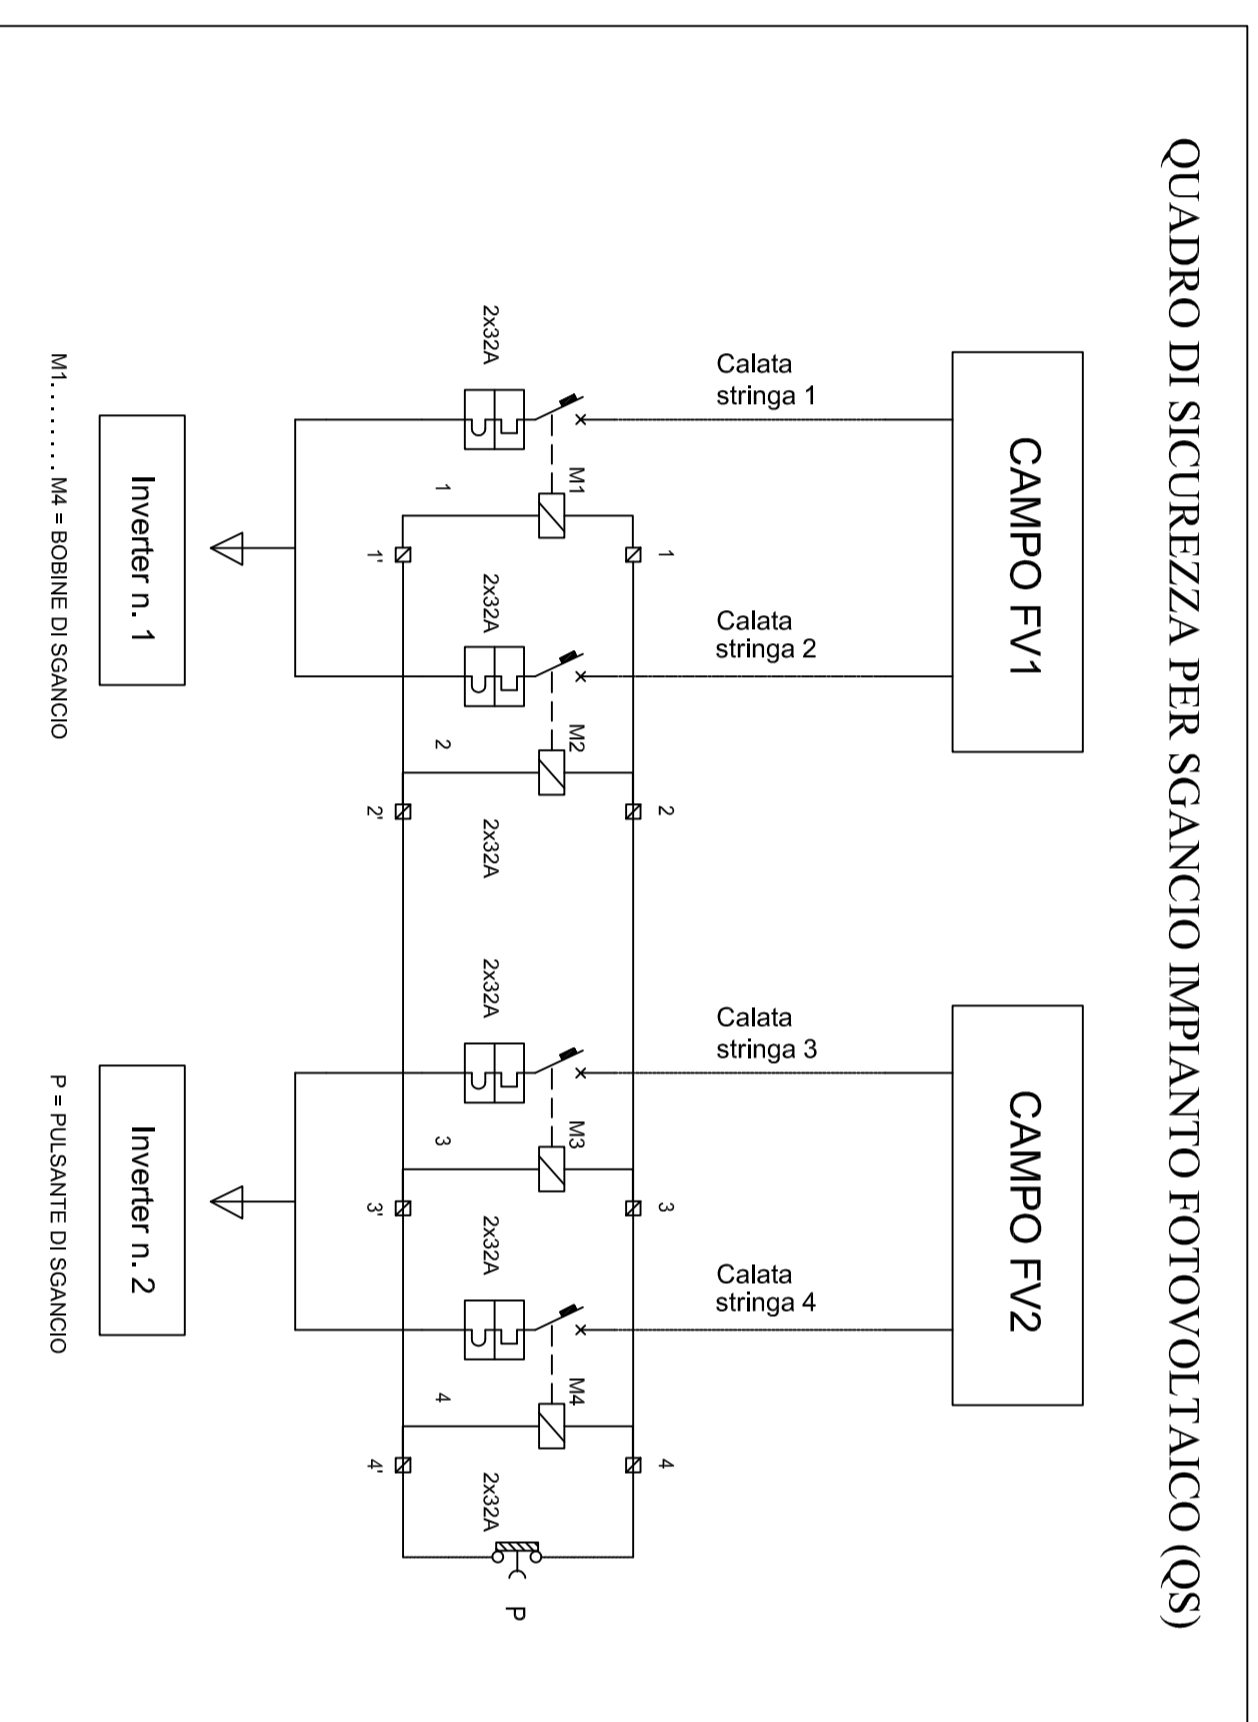 QUADRO DI SICUREZZA PER SGANCIO IMPIANTO FOTOVOLTAICO (QS)
CAMPO FV1
CAMPO FV2
Calata
stringa 1
Calata
stringa 2
Calata
stringa 3
Calata
stringa 4
1
2
3
4
M1
M2
M3
M4
2x32A
2x32A
2x32A
2x32A
2x32A
2x32A
P
1
2
3
4
1'
2'
3'
4'
Inverter n. 1
Inverter n. 2
M1. . . . . . . . M4 = BOBINE DI SGANCIO
P = PULSANTE DI SGANCIO